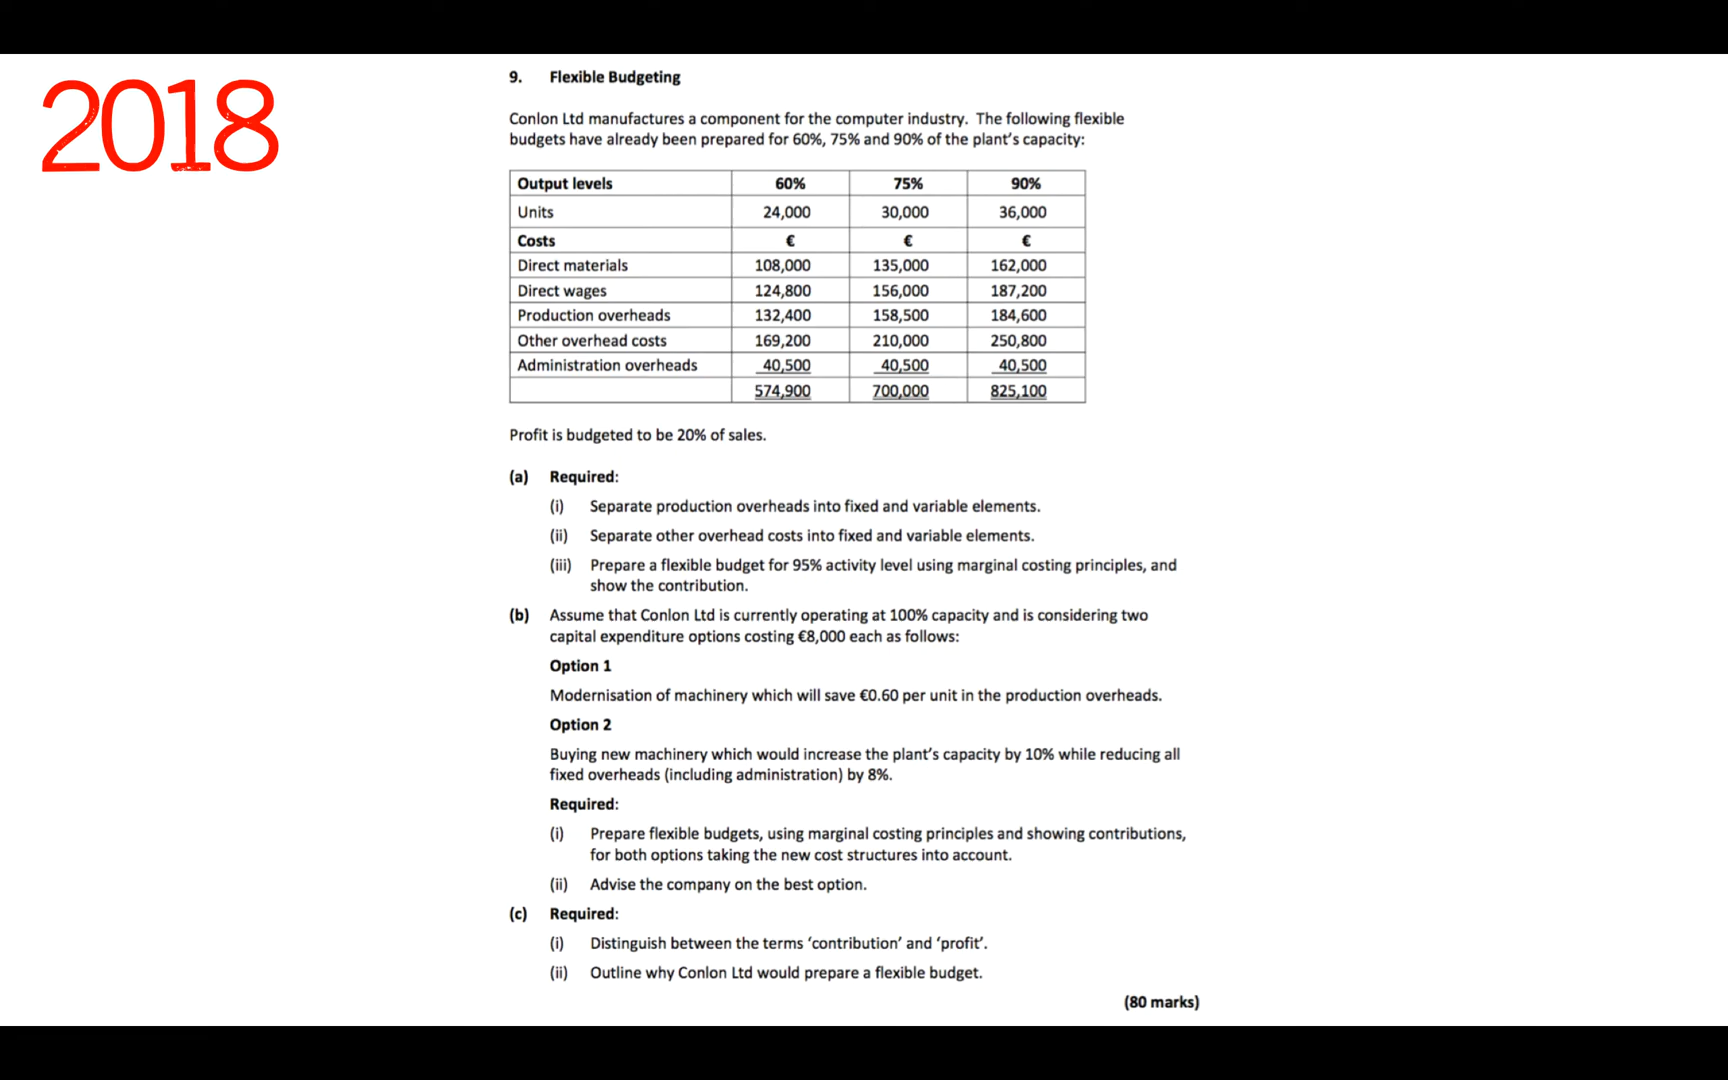 2018
9. Flexible Budgeting
Conlon Ltd manufactures a component for the computer industry. The following flexible
budgets have already been prepared for 60%, 75% and 90% of the plant's capacity:
Output levels 60% 75% 90%
Units 24,000 30,000 36,000
Costs € € €
Direct materials 108,000 135,000 162,000
Direct wages 124,800 156,000 187,200
Production overheads 132,400 158,500 184,600
Other overhead costs 169,200 210,000 250,800
Administration overheads 40,500 40,500 40,500
574,900 700,000 825,100
Profit is budgeted to be 20% of sales.
(a) Required:
(i) Separate production overheads into fixed and variable elements.
(ii) Separate other overhead costs into fixed and variable elements.
(iii) Prepare a flexible budget for 95% activity level using marginal costing principles, and
show the contribution.
(b) Assume that Conlon Ltd is currently operating at 100% capacity and is considering two
capital expenditure options costing €8,000 each as follows:
Option 1
Modernisation of machinery which will save €0.60 per unit in the production overheads.
Option 2
Buying new machinery which would increase the plant's capacity by 10% while reducing all
fixed overheads (including administration) by 8%.
Required:
(i) Prepare flexible budgets, using marginal costing principles and showing contributions,
for both options taking the new cost structures into account.
(ii) Advise the company on the best option.
(c) Required:
(i) Distinguish between the terms 'contribution' and 'profit'.
(ii) Outline why Conlon Ltd would prepare a flexible budget.
(80 marks)